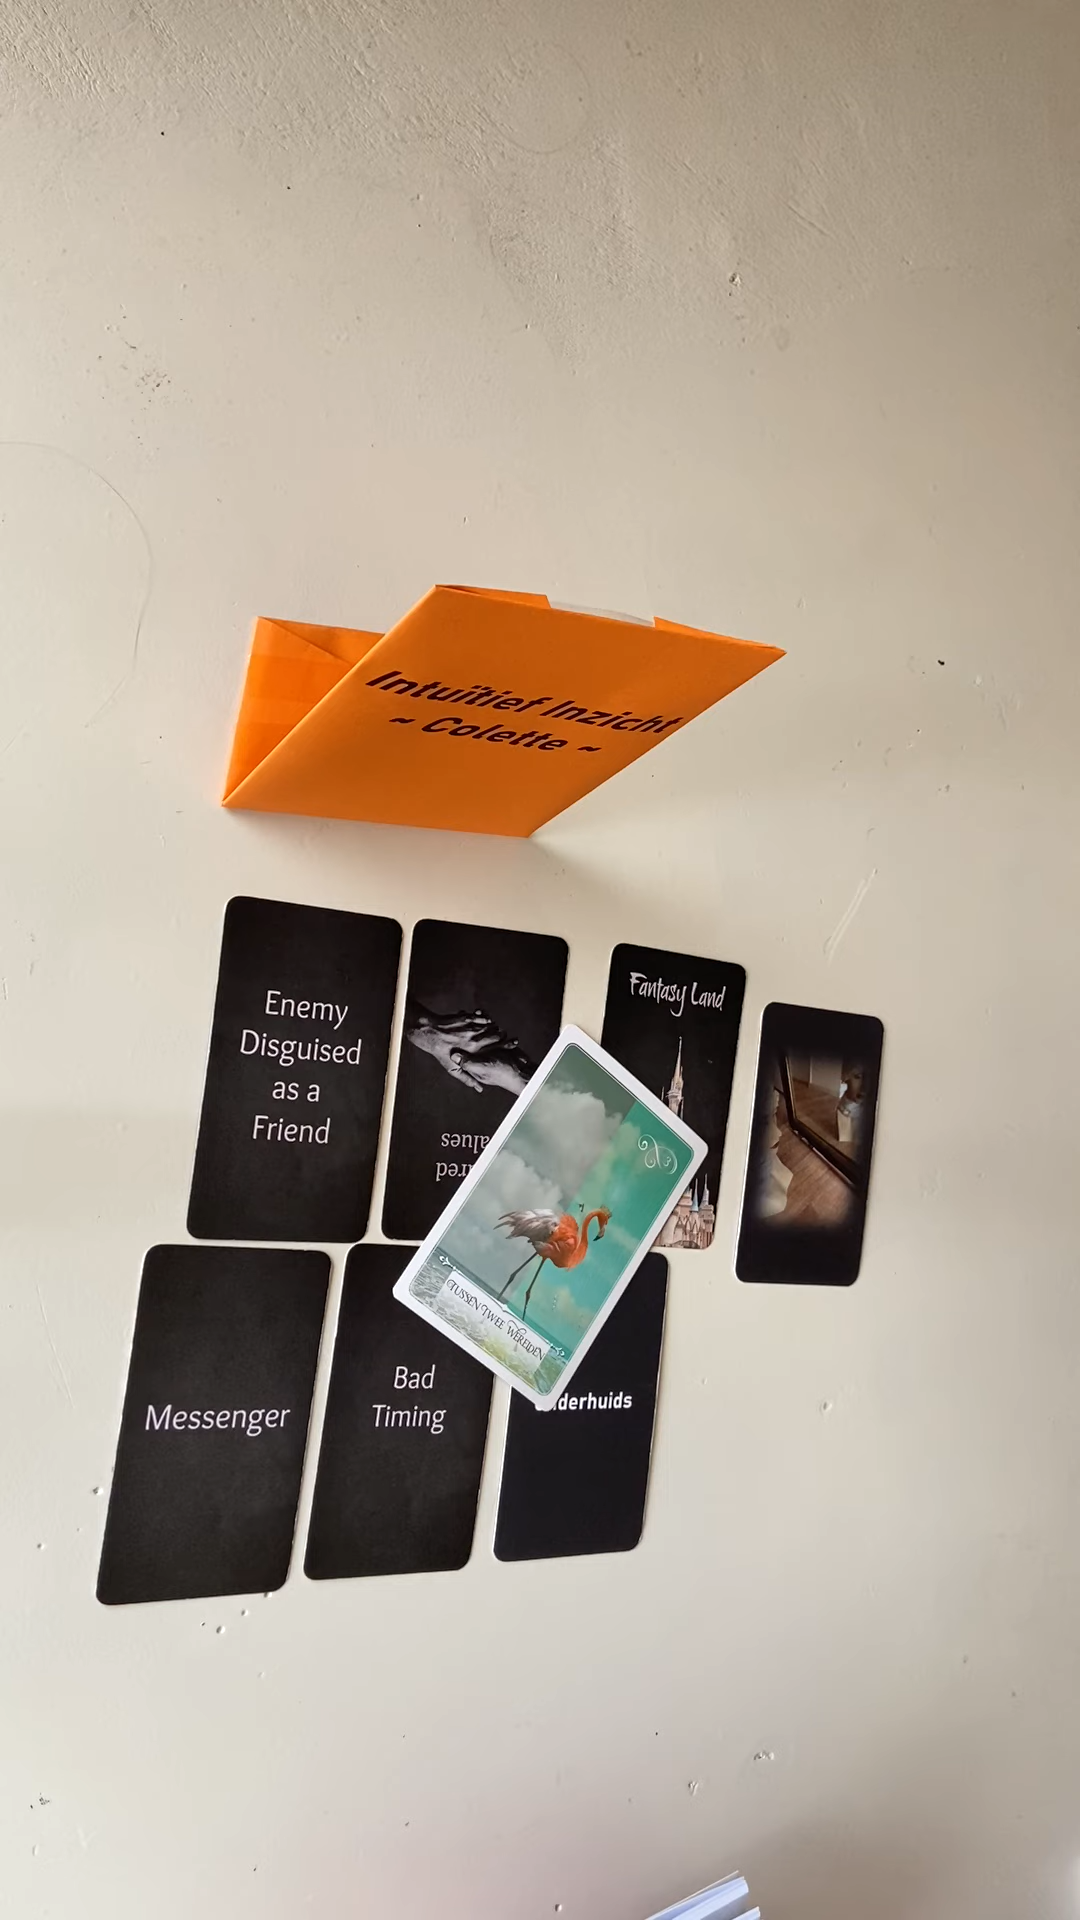 Intuïtief Inzicht
~ Colette ~
Enemy
Disguised
as a
Friend
Fantasy Land
TUSSEN TWEE WERELDEN
Messenger
Bad
Timing